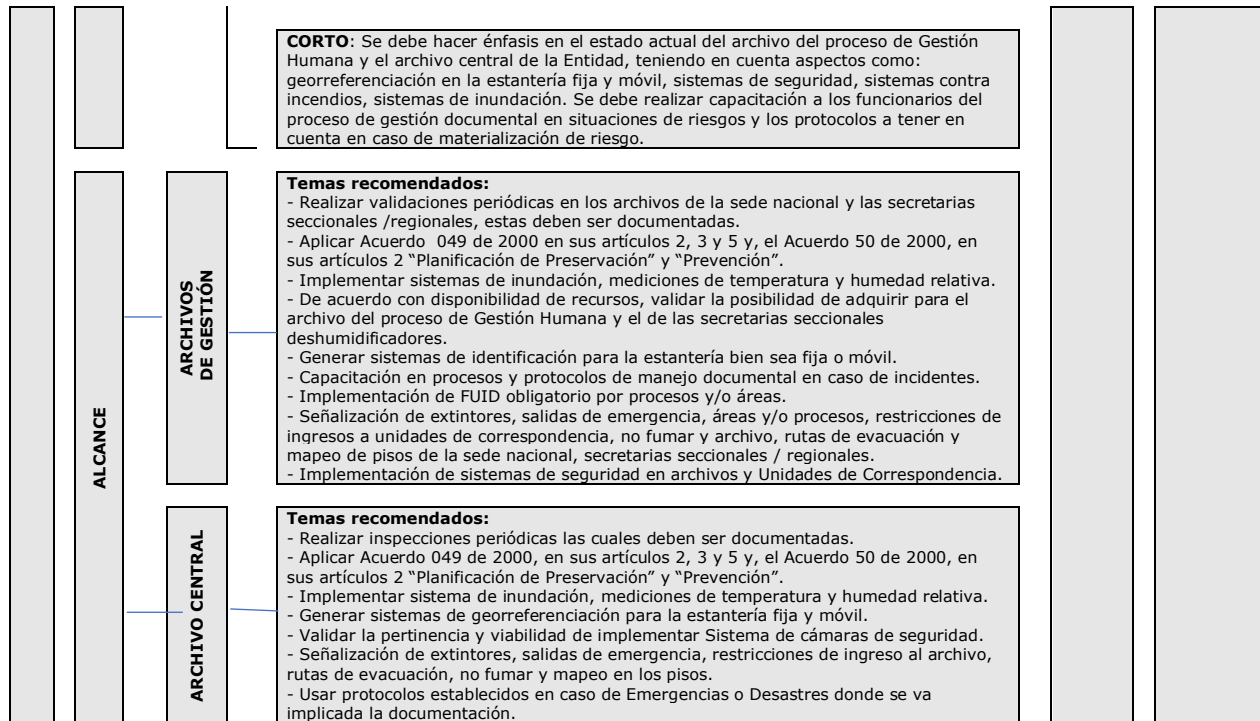 CORTO: Se debe hacer énfasis en el estado actual del archivo del proceso de Gestión
Humana y el archivo central de la Entidad, teniendo en cuenta aspectos como:
georreferenciación en la estantería fija y móvil, sistemas de seguridad, sistemas contra
incendios, sistemas de inundación. Se debe realizar capacitación a los funcionarios del
proceso de gestión documental en situaciones de riesgos y los protocolos a tener en
cuenta en caso de materialización de riesgo.
ALCANCE
ARCHIVOS
DE GESTIÓN
Temas recomendados:
- Realizar validaciones periódicas en los archivos de la sede nacional y las secretarias
seccionales /regionales, estas deben ser documentadas.
- Aplicar Acuerdo  049 de 2000 en sus artículos 2, 3 y 5 y, el Acuerdo 50 de 2000, en
sus artículos 2 “Planificación de Preservación” y “Prevención”.
- Implementar sistemas de inundación, mediciones de temperatura y humedad relativa.
- De acuerdo con disponibilidad de recursos, validar la posibilidad de adquirir para el
archivo del proceso de Gestión Humana y el de las secretarias seccionales
deshumidificadores.
- Generar sistemas de identificación para la estantería bien sea fija o móvil.
- Capacitación en procesos y protocolos de manejo documental en caso de incidentes.
- Implementación de FUID obligatorio por procesos y/o áreas.
- Señalización de extintores, salidas de emergencia, áreas y/o procesos, restricciones de
ingresos a unidades de correspondencia, no fumar y archivo, rutas de evacuación y
mapeo de pisos de la sede nacional, secretarias seccionales / regionales.
- Implementación de sistemas de seguridad en archivos y Unidades de Correspondencia.
ARCHIVO CENTRAL
Temas recomendados:
- Realizar inspecciones periódicas las cuales deben ser documentadas.
- Aplicar Acuerdo 049 de 2000, en sus artículos 2, 3 y 5 y, el Acuerdo 50 de 2000, en
sus artículos 2 “Planificación de Preservación” y “Prevención”.
- Implementar sistema de inundación, mediciones de temperatura y humedad relativa.
- Generar sistemas de georreferenciación para la estantería fija y móvil.
- Validar la pertinencia y viabilidad de implementar Sistema de cámaras de seguridad.
- Señalización de extintores, salidas de emergencia, restricciones de ingreso al archivo,
rutas de evacuación, no fumar y mapeo en los pisos.
- Usar protocolos establecidos en caso de Emergencias o Desastres donde se va
implicada la documentación.